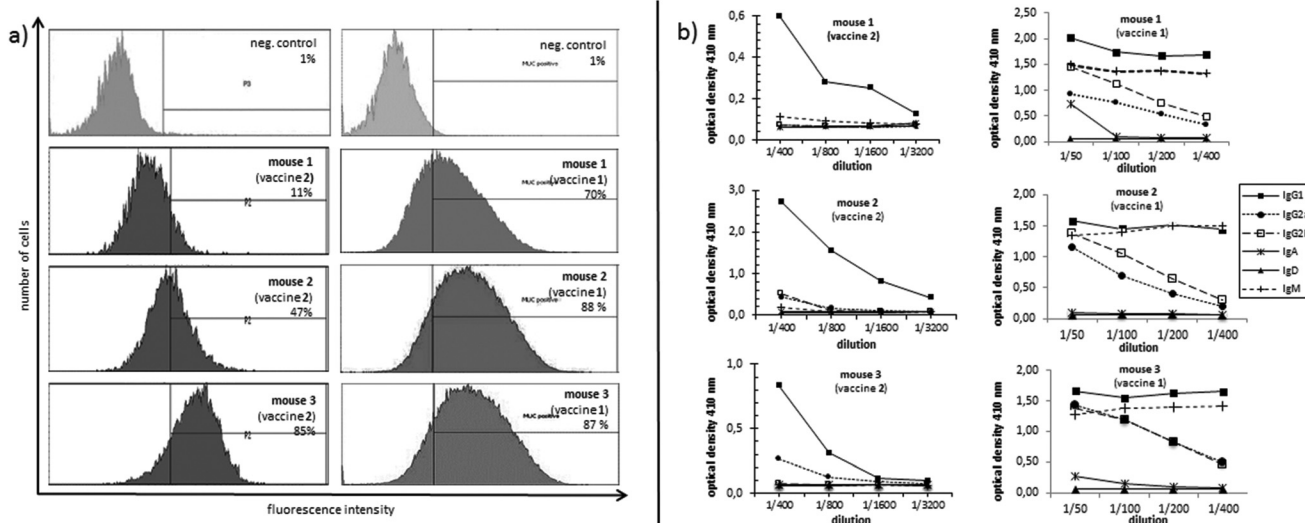 a)
number of cells
neg. control
1%
P3
neg. control
1%
MUC positive
mouse 1
(vaccine 2)
11%
P2
mouse 1
(vaccine 1)
MUC positive
70%
mouse 2
(vaccine 2)
47%
P2
mouse 2
(vaccine 1)
MUC positive
88 %
mouse 3
(vaccine 2)
85%
P2
mouse 3
(vaccine 1)
MUC positive
87 %
fluorescence intensity
b)
optical density 410 nm
0,6
0,4
0,2
0,0
mouse 1
(vaccine 2)
1/400 1/800 1/1600 1/3200
dilution
optical density 410 nm
2,50
2,00
1,50
1,00
0,50
0,00
mouse 1
(vaccine 1)
1/50 1/100 1/200 1/400
dilution
optical density 410 nm
3,0
2,0
1,0
0,0
mouse 2
(vaccine 2)
1/400 1/800 1/1600 1/3200
dilution
optical density 410 nm
2,00
1,50
1,00
0,50
0,00
mouse 2
(vaccine 1)
1/50 1/100 1/200 1/400
dilution
IgG1
IgA
IgD
IgM
optical density 410 nm
1,0
0,5
0,0
mouse 3
(vaccine 2)
1/400 1/800 1/1600 1/3200
dilution
optical density 410 nm
2,00
1,50
1,00
0,50
0,00
mouse 3
(vaccine 1)
1/50 1/100 1/200 1/400
dilution